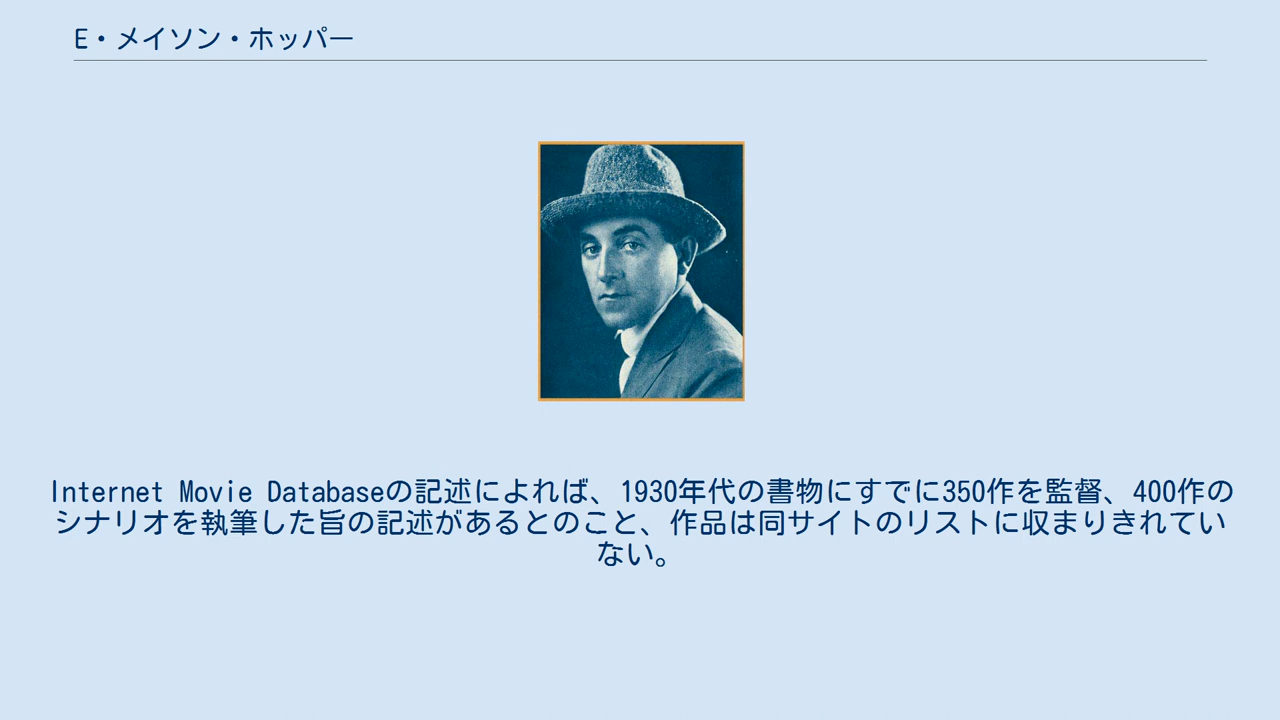 E・メイソン・ホッパー
Internet Movie Databaseの記述によれば、1930年代の書物にすでに350作を監督、400作の
シナリオを執筆した旨の記述があるとのこと、作品は同サイトのリストに収まりきれてい
ない。